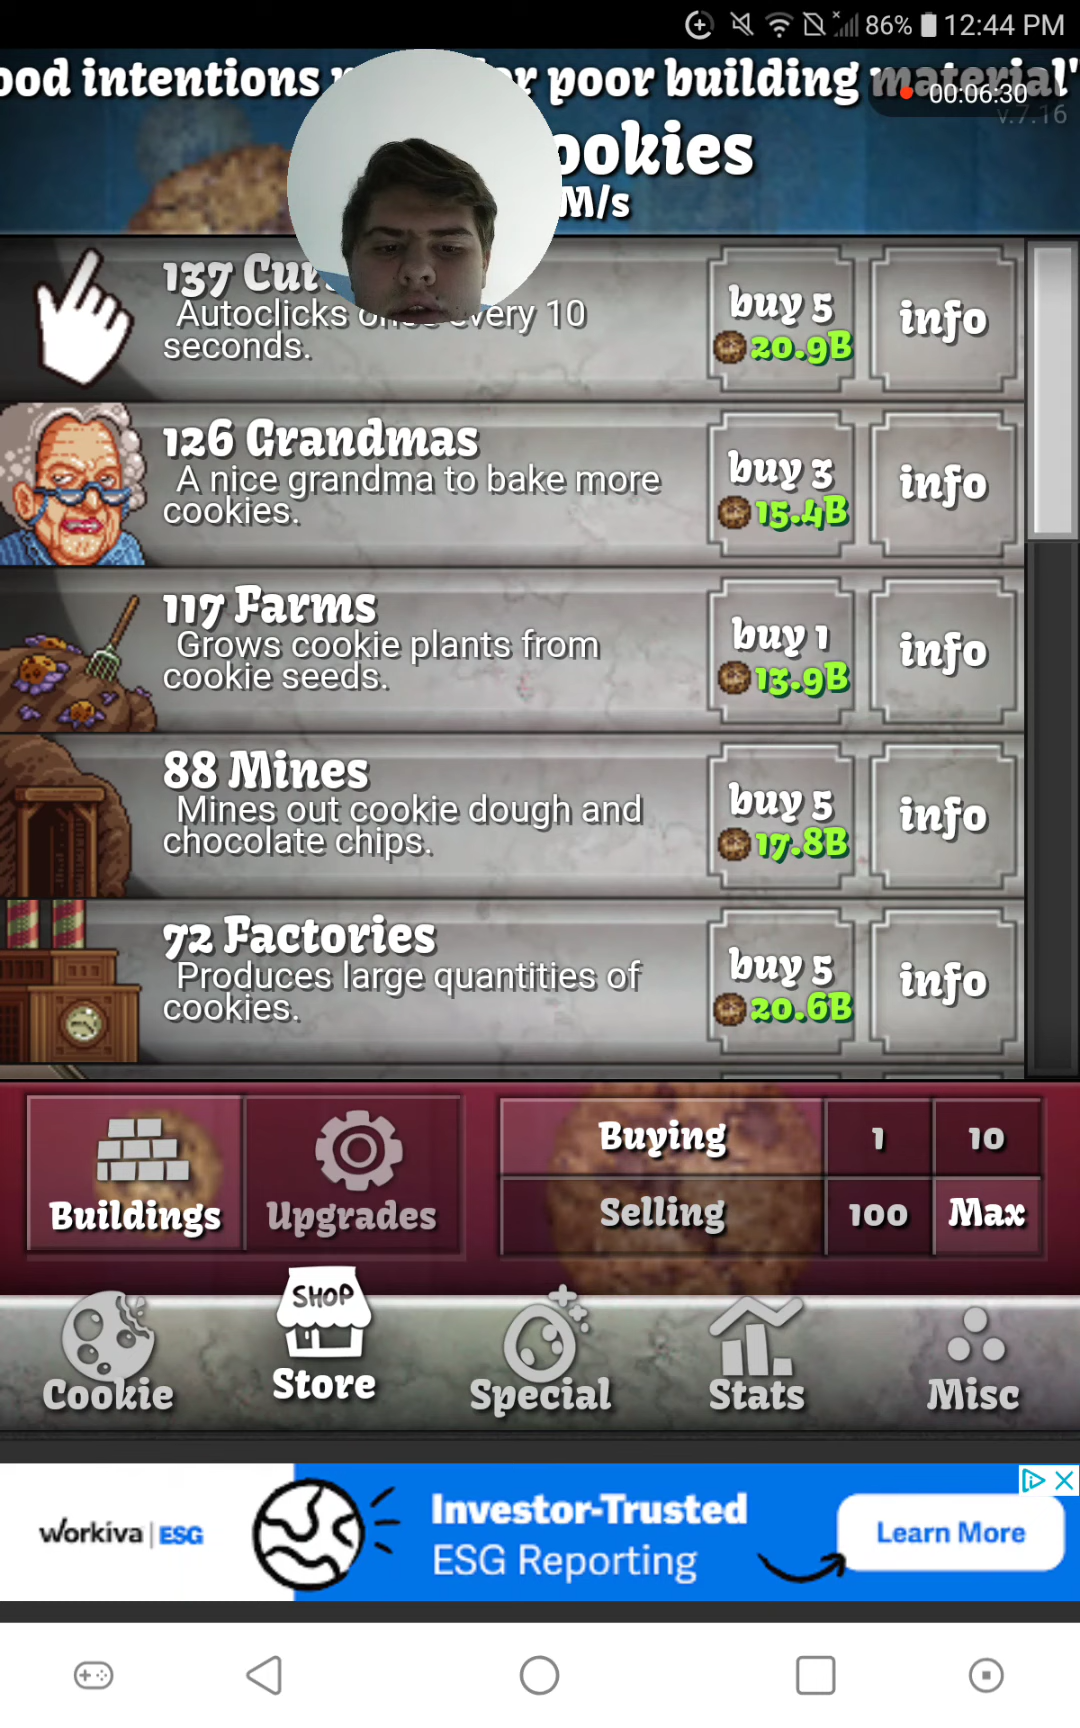 86% 12:44 PM
ood intentions poor building material"
00:06:30
v.7.16
ookies
M/s
137
Autoclicks once every 10
seconds.
buy 5
20.9B
info
126 Grandmas
A nice grandma to bake more
cookies.
buy 3
15.4B
info
117 Farms
Grows cookie plants from
cookie seeds.
buy 1
13.9B
info
88 Mines
Mines out cookie dough and
chocolate chips.
buy 5
17.8B
info
72 Factories
Produces large quantities of
cookies.
buy 5
20.6B
info
Buildings
Upgrades
Buying 1 10
Selling 100 Max
SHOP
Cookie
Store
Special
Stats
Misc
workiva | ESG
Investor-Trusted
ESG Reporting
Learn More